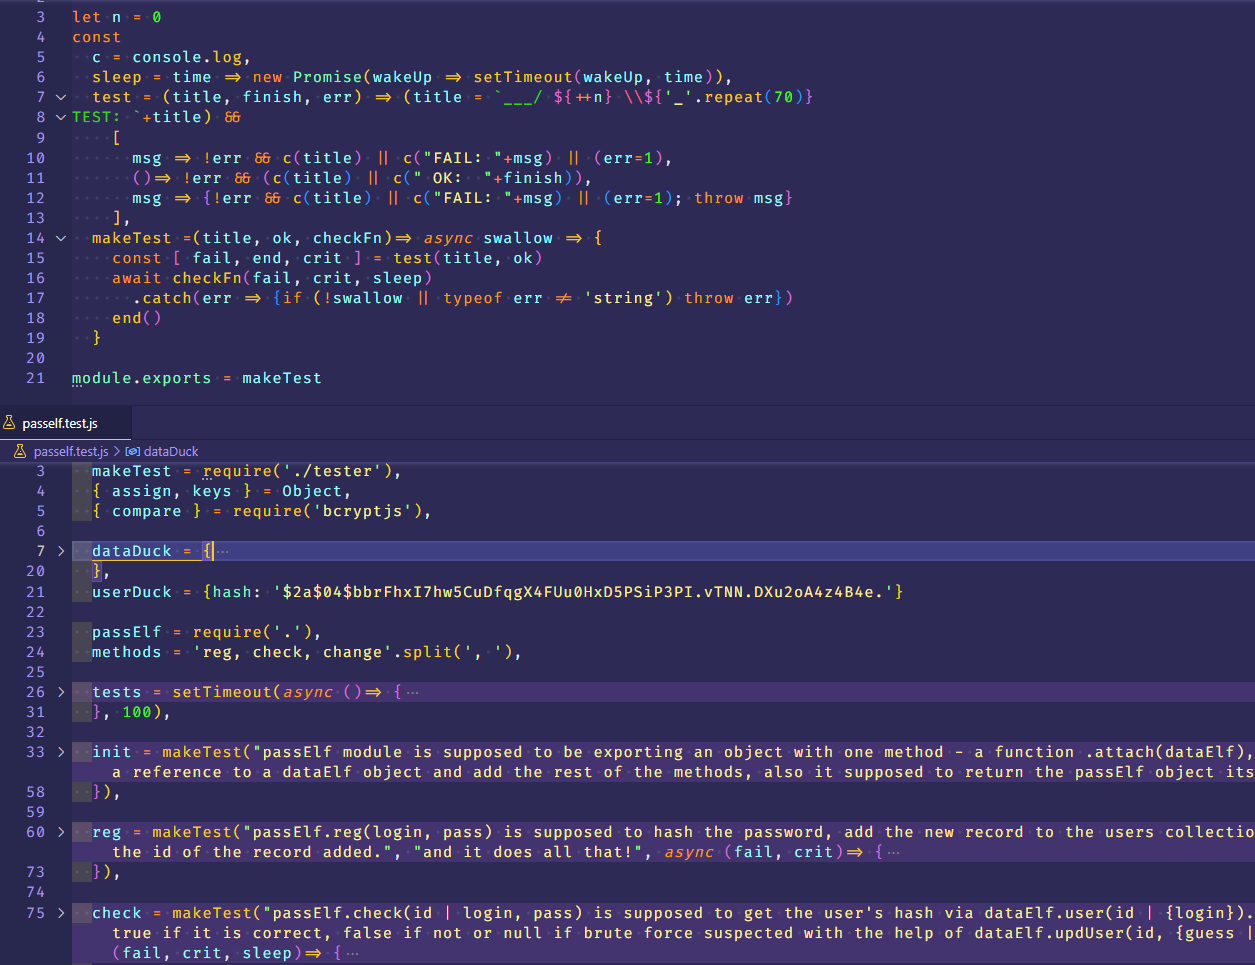 3 let n = 0
4 const
5 c = console.log,
6 sleep = time => new Promise(wakeUp => setTimeout(wakeUp, time)),
7 test = (title, finish, err) => (title = `___/ ${++n} \\${'_'.repeat(70)}
8 TEST: `+title) &&
9 [
10 msg => !err && c(title) || c("FAIL: "+msg) || (err=1),
11 ()=> !err && (c(title) || c(" OK:  "+finish)),
12 msg => {!err && c(title) || c("FAIL: "+msg) || (err=1); throw msg}
13 ],
14 makeTest =(title, ok, checkFn)=> async swallow => {
15 const [ fail, end, crit ] = test(title, ok)
16 await checkFn(fail, crit, sleep)
17 .catch(err => {if (!swallow || typeof err != 'string') throw err})
18 end()
19 }
20
21 module.exports = makeTest
pasself.test.js
pasself.test.js > dataDuck
3 makeTest = require('./tester'),
4 { assign, keys } = Object,
5 { compare } = require('bcryptjs'),
6
7 dataDuck = { ...
20 },
21 userDuck = {hash: '$2a$04$bbrFhxI7hw5CuDfqgX4FUu0HxD5PSiP3PI.vTNN.DXu2oA4z4B4e.'}
22
23 passElf = require('.'),
24 methods = 'reg, check, change'.split(', '),
25
26 tests = setTimeout(async ()=> { ...
31 }, 100),
32
33 init = makeTest("passElf module is supposed to be exporting an object with one method - a function .attach(dataElf),
a reference to a dataElf object and add the rest of the methods, also it supposed to return the passElf object its
58 }),
59
60 reg = makeTest("passElf.reg(login, pass) is supposed to hash the password, add the new record to the users collectio
the id of the record added.", "and it does all that!", async (fail, crit)=> { ...
73 }),
74
75 check = makeTest("passElf.check(id | login, pass) is supposed to get the user's hash via dataElf.user(id | {login}).
true if it is correct, false if not or null if brute force suspected with the help of dataElf.updUser(id, {guess |
(fail, crit, sleep)=> { ...